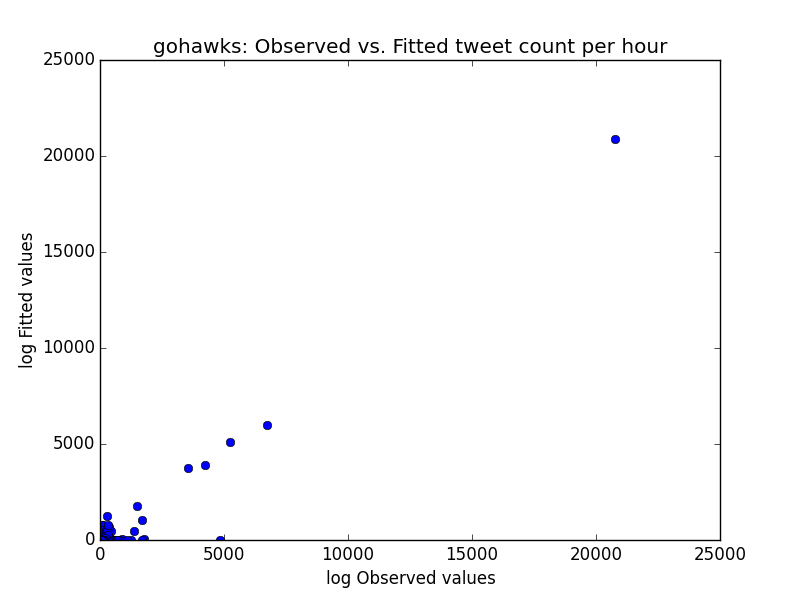 gohawks: Observed vs. Fitted tweet count per hour
25000
20000
15000
10000
5000
0
log Fitted values
0 5000 10000 15000 20000 25000
log Observed values